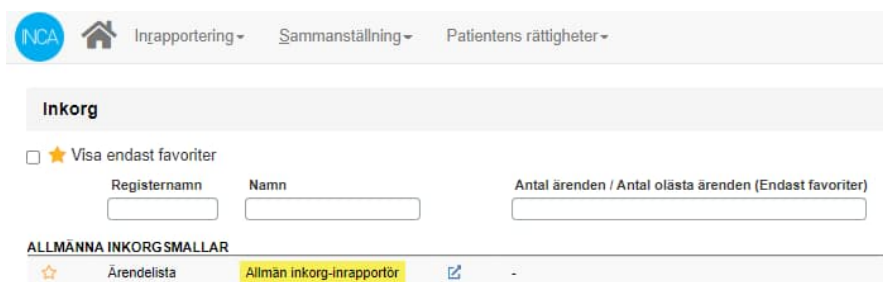 INCA Inrapportering Sammanställning Patientens rättigheter
Inkorg
Visa endast favoriter
Registernamn Namn Antal ärenden / Antal olästa ärenden (Endast favoriter)
ALLMÄNNA INKORGSMALLAR
Ärendelista Allmän inkorg-inrapportör -